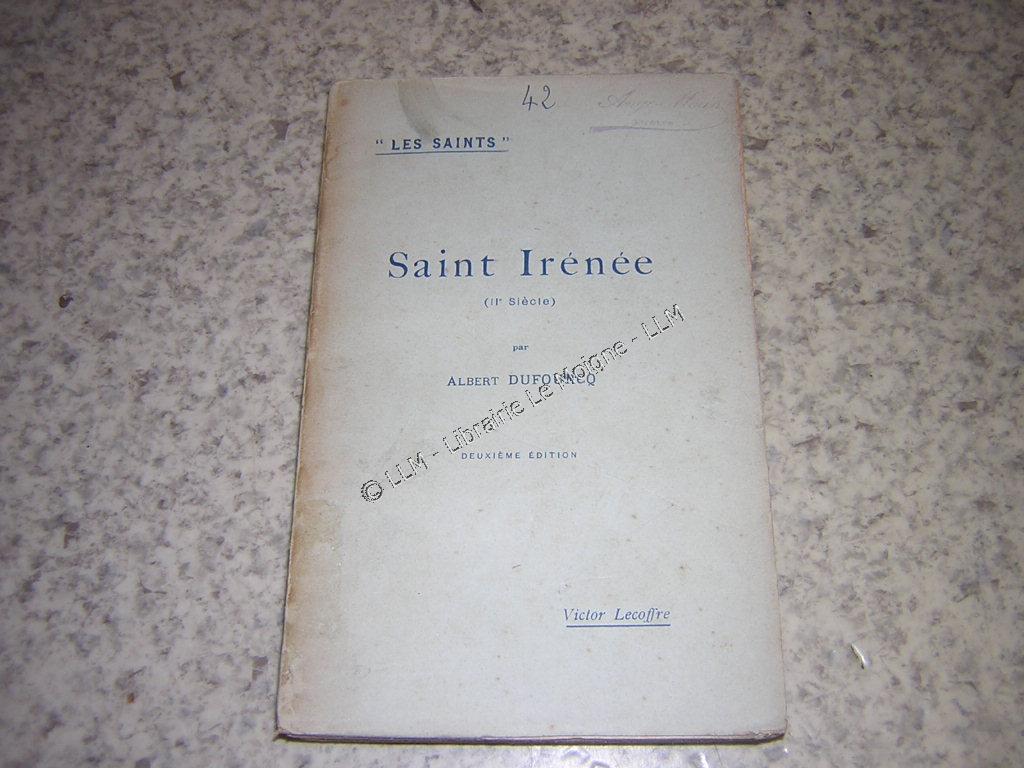 42
" LES SAINTS "
Saint Irénée
(IIᵉ Siècle)
par
ALBERT DUFOURCQ
© LLM - Librairie Le Moigne - LLM
DEUXIÈME ÉDITION
Victor Lecoffre